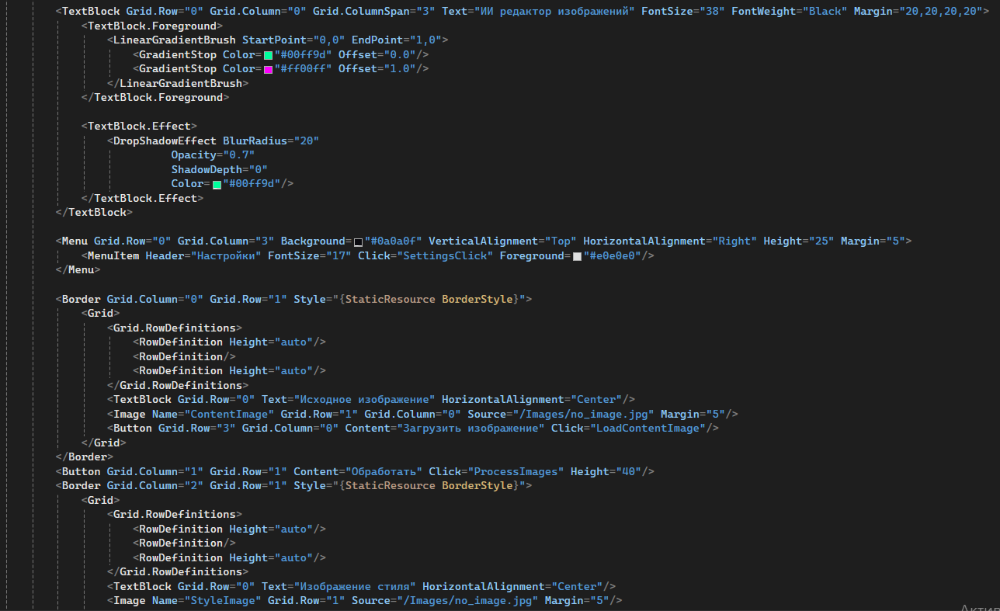 <TextBlock Grid.Row="0" Grid.Column="0" Grid.ColumnSpan="3" Text="ИИ редактор изображений" FontSize="38" FontWeight="Black" Margin="20,20,20,20">
<TextBlock.Foreground>
<LinearGradientBrush StartPoint="0,0" EndPoint="1,0">
<GradientStop Color="#00ff9d" Offset="0.0"/>
<GradientStop Color="#ff00ff" Offset="1.0"/>
</LinearGradientBrush>
</TextBlock.Foreground>
<TextBlock.Effect>
<DropShadowEffect BlurRadius="20"
Opacity="0.7"
ShadowDepth="0"
Color="#00ff9d"/>
</TextBlock.Effect>
</TextBlock>
<Menu Grid.Row="0" Grid.Column="3" Background="#0a0a0f" VerticalAlignment="Top" HorizontalAlignment="Right" Height="25" Margin="5">
<MenuItem Header="Настройки" FontSize="17" Click="SettingsClick" Foreground="#e0e0e0"/>
</Menu>
<Border Grid.Column="0" Grid.Row="1" Style="{StaticResource BorderStyle}">
<Grid>
<Grid.RowDefinitions>
<RowDefinition Height="auto"/>
<RowDefinition/>
<RowDefinition Height="auto"/>
</Grid.RowDefinitions>
<TextBlock Grid.Row="0" Text="Исходное изображение" HorizontalAlignment="Center"/>
<Image Name="ContentImage" Grid.Row="1" Grid.Column="0" Source="/Images/no_image.jpg" Margin="5"/>
<Button Grid.Row="3" Grid.Column="0" Content="Загрузить изображение" Click="LoadContentImage"/>
</Grid>
</Border>
<Button Grid.Column="1" Grid.Row="1" Content="Обработать" Click="ProcessImages" Height="40"/>
<Border Grid.Column="2" Grid.Row="1" Style="{StaticResource BorderStyle}">
<Grid>
<Grid.RowDefinitions>
<RowDefinition Height="auto"/>
<RowDefinition/>
<RowDefinition Height="auto"/>
</Grid.RowDefinitions>
<TextBlock Grid.Row="0" Text="Изображение стиля" HorizontalAlignment="Center"/>
<Image Name="StyleImage" Grid.Row="1" Source="/Images/no_image.jpg" Margin="5"/>